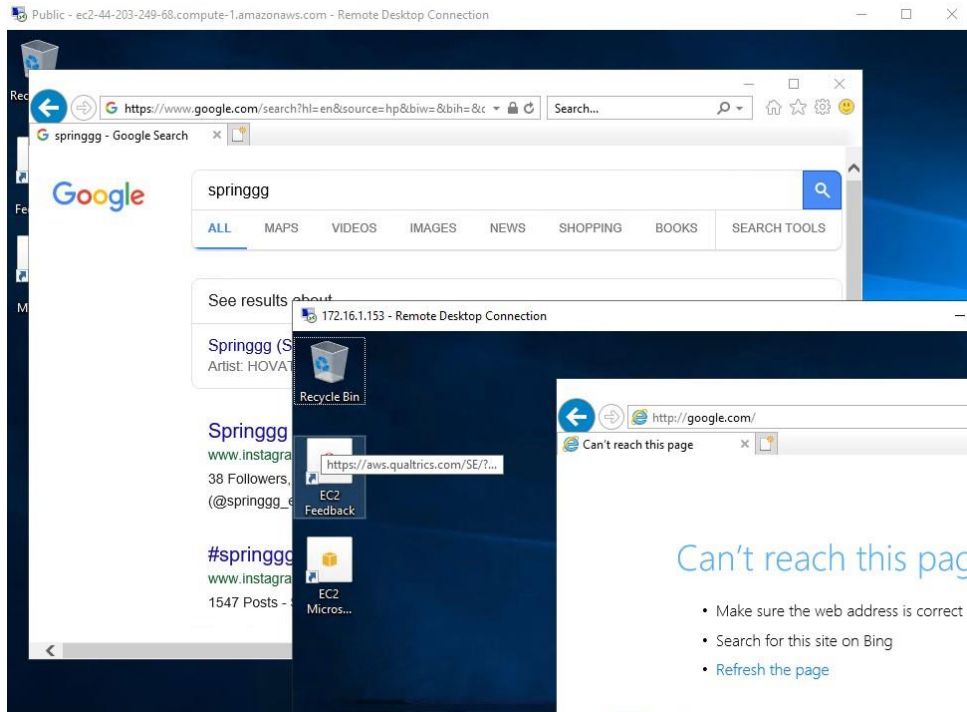 Public - ec2-44-203-249-68.compute-1.amazonaws.com - Remote Desktop Connection
https://www.google.com/search?hl=en&source=hp&biw=&bih=&c
Search...
springgg - Google Search
Google
springgg
ALL MAPS VIDEOS IMAGES NEWS SHOPPING BOOKS SEARCH TOOLS
See results about
Springgg (S
Artist: HOVAT
Springgg
www.instagra
38 Followers,
(@springgg_e
#springgg
www.instagra
1547 Posts -
172.16.1.153 - Remote Desktop Connection
Recycle Bin
https://aws.qualtrics.com/SE/?...
EC2
Feedback
EC2
Micros...
http://google.com/
Can't reach this page
Can't reach this pag
• Make sure the web address is correct
• Search for this site on Bing
• Refresh the page
Rec
Fe
M